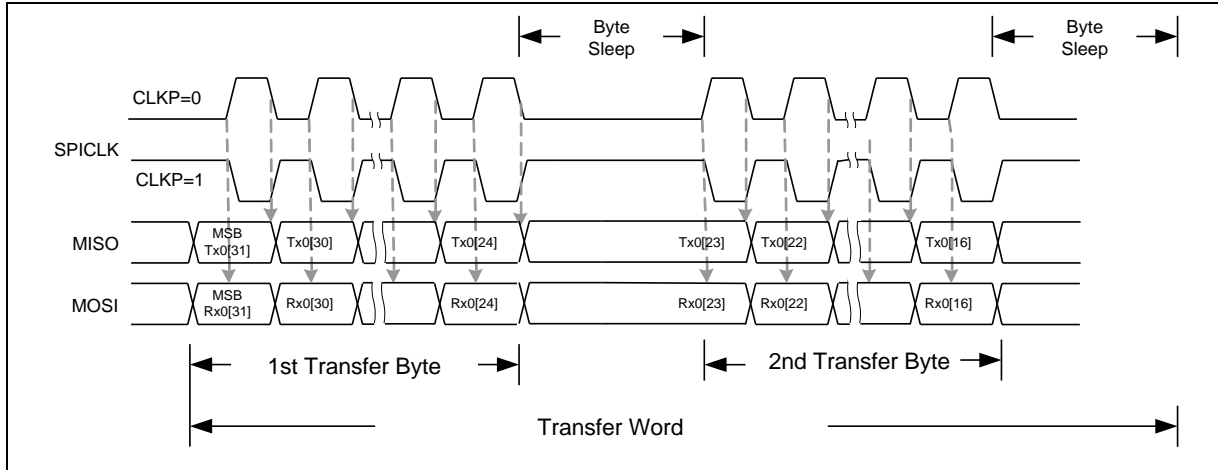 Byte
Sleep
Byte
Sleep
CLKP=0
SPICLK
CLKP=1
MISO
MSB
Tx0[31]
Tx0[30]
Tx0[24]
Tx0[23]
Tx0[22]
Tx0[16]
MOSI
MSB
Rx0[31]
Rx0[30]
Rx0[24]
Rx0[23]
Rx0[22]
Rx0[16]
1st Transfer Byte
2nd Transfer Byte
Transfer Word